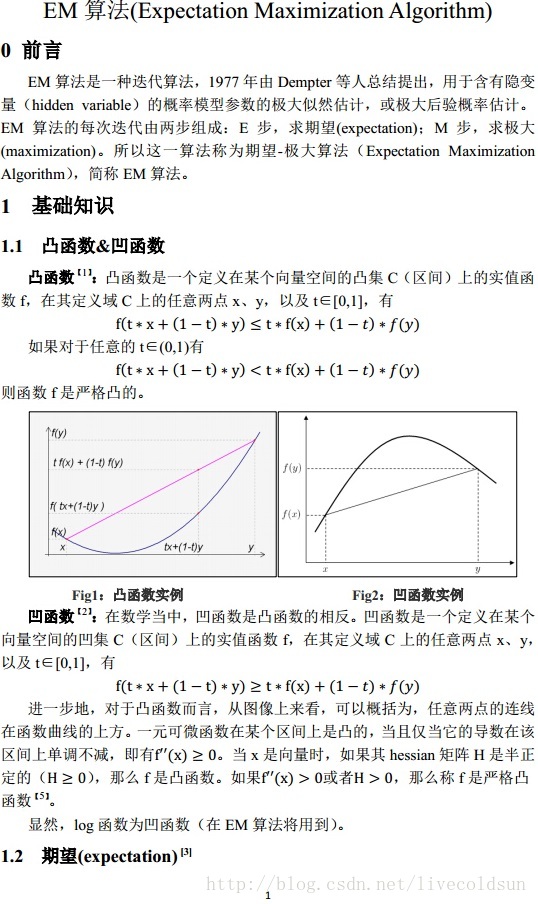 EM 算法(Expectation Maximization Algorithm)
0 前言
EM 算法是一种迭代算法，1977 年由 Dempter 等人总结提出，用于含有隐变
量（hidden variable）的概率模型参数的极大似然估计，或极大后验概率估计。
EM 算法的每次迭代由两步组成：E 步，求期望(expectation)；M 步，求极大
(maximization)。所以这一算法称为期望-极大算法（Expectation Maximization
Algorithm），简称 EM 算法。
1 基础知识
1.1 凸函数&凹函数
凸函数【1】：凸函数是一个定义在某个向量空间的凸集 C（区间）上的实值函
数 f，在其定义域 C 上的任意两点 x、y，以及 t∈[0,1]，有
f(t∗x+(1−t)∗y) ≤ t∗f(x)+(1−t)∗f(y)
如果对于任意的 t∈(0,1)有
f(t∗x+(1−t)∗y) < t∗f(x)+(1−t)∗f(y)
则函数 f 是严格凸的。
f(y)
t f(x) + (1-t) f(y)
f( tx+(1-t)y )
f(x)
x tx+(1-t)y y
f(y)
f(x)
x y
Fig1：凸函数实例 Fig2：凹函数实例
凹函数【2】：在数学当中，凹函数是凸函数的相反。凹函数是一个定义在某个
向量空间的凹集 C（区间）上的实值函数 f，在其定义域 C 上的任意两点 x、y，
以及 t∈[0,1]，有
f(t∗x+(1−t)∗y) ≥ t∗f(x)+(1−t)∗f(y)
进一步地，对于凸函数而言，从图像上来看，可以概括为，任意两点的连线
在函数曲线的上方。一元可微函数在某个区间上是凸的，当且仅当它的导数在该
区间上单调不减，即有f′′(x) ≥ 0。当 x 是向量时，如果其 hessian 矩阵 H 是半正
定的（H ≥ 0），那么 f 是凸函数。如果f′′(x) > 0或者H > 0，那么称 f 是严格凸
函数【5】。
显然，log 函数为凹函数（在 EM 算法将用到）。
1.2 期望(expectation)[3]
http://blog.csdn.net/livecoldsun
1